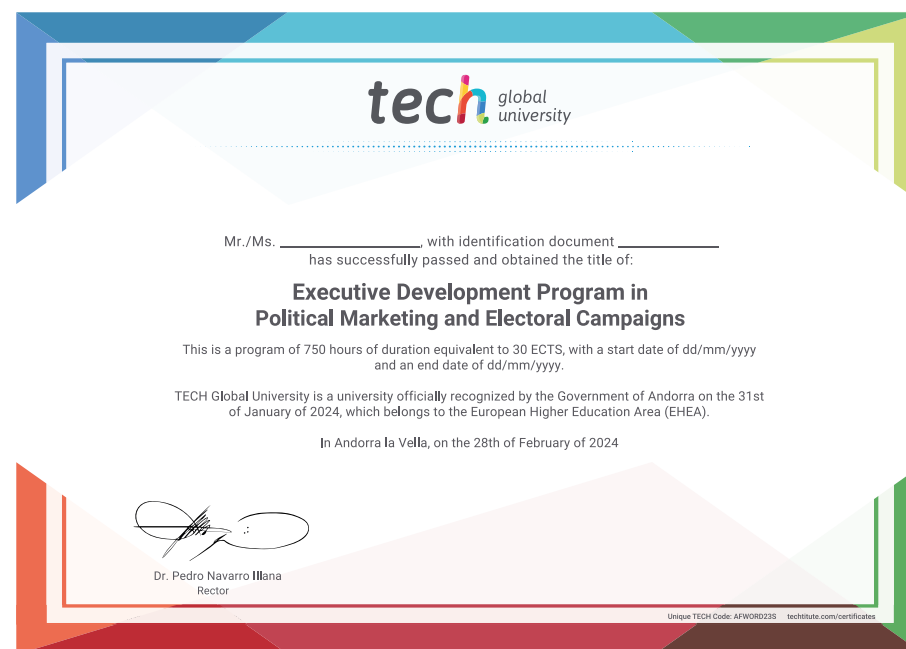 tech global
university
Mr./Ms. ____________________, with identification document ______________
has successfully passed and obtained the title of:
Executive Development Program in
Political Marketing and Electoral Campaigns
This is a program of 750 hours of duration equivalent to 30 ECTS, with a start date of dd/mm/yyyy
and an end date of dd/mm/yyyy.
TECH Global University is a university officially recognized by the Government of Andorra on the 31st
of January of 2024, which belongs to the European Higher Education Area (EHEA).
In Andorra la Vella, on the 28th of February of 2024
Dr. Pedro Navarro Illana
Rector
Unique TECH Code: AFWORD23S techtitute.com/certificates